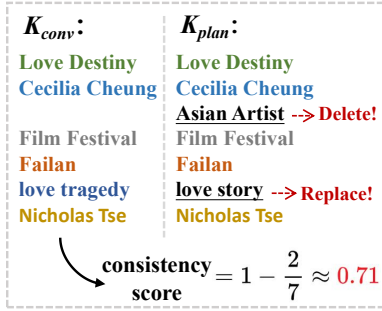 K_conv:
Love Destiny
Cecilia Cheung
Film Festival
Failan
love tragedy
Nicholas Tse
K_plan:
Love Destiny
Cecilia Cheung
Asian Artist --> Delete!
Film Festival
Failan
love story --> Replace!
Nicholas Tse
consistency score = 1 − 2/7 ≈ 0.71